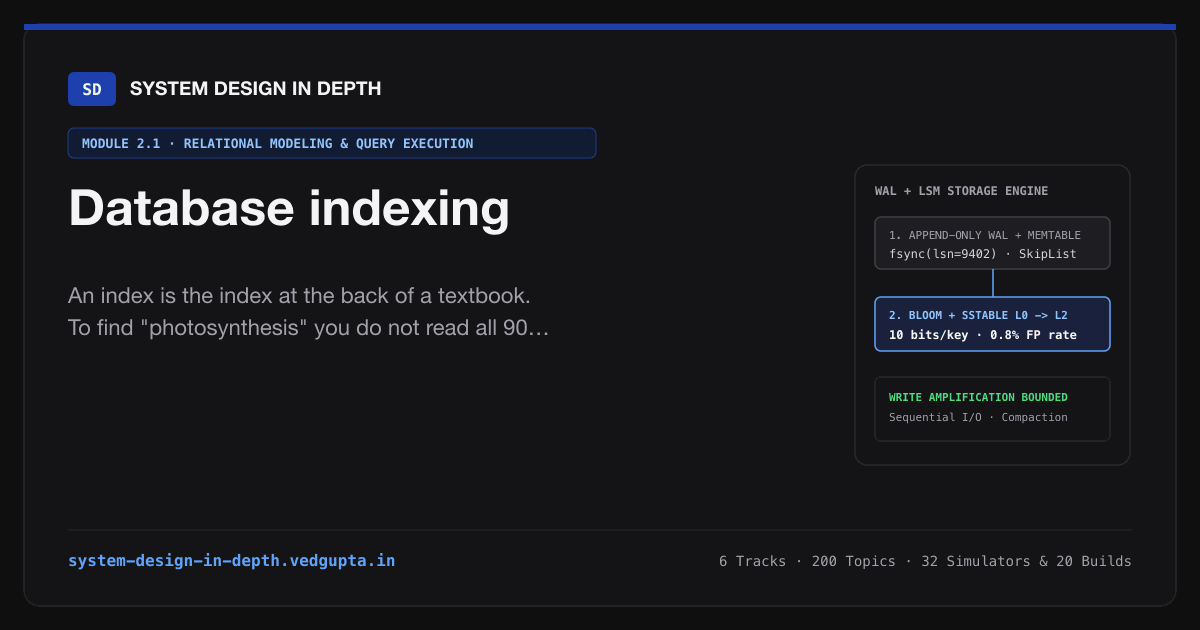 SD
SYSTEM DESIGN IN DEPTH
MODULE 2.1 · RELATIONAL MODELING & QUERY EXECUTION
Database indexing
An index is the index at the back of a textbook.
To find "photosynthesis" you do not read all 90…
WAL + LSM STORAGE ENGINE
1. APPEND-ONLY WAL + MEMTABLE
fsync(lsn=9402) · SkipList
2. BLOOM + SSTABLE L0 -> L2
10 bits/key · 0.8% FP rate
WRITE AMPLIFICATION BOUNDED
Sequential I/O · Compaction
system-design-in-depth.vedgupta.in
6 Tracks · 200 Topics · 32 Simulators & 20 Builds